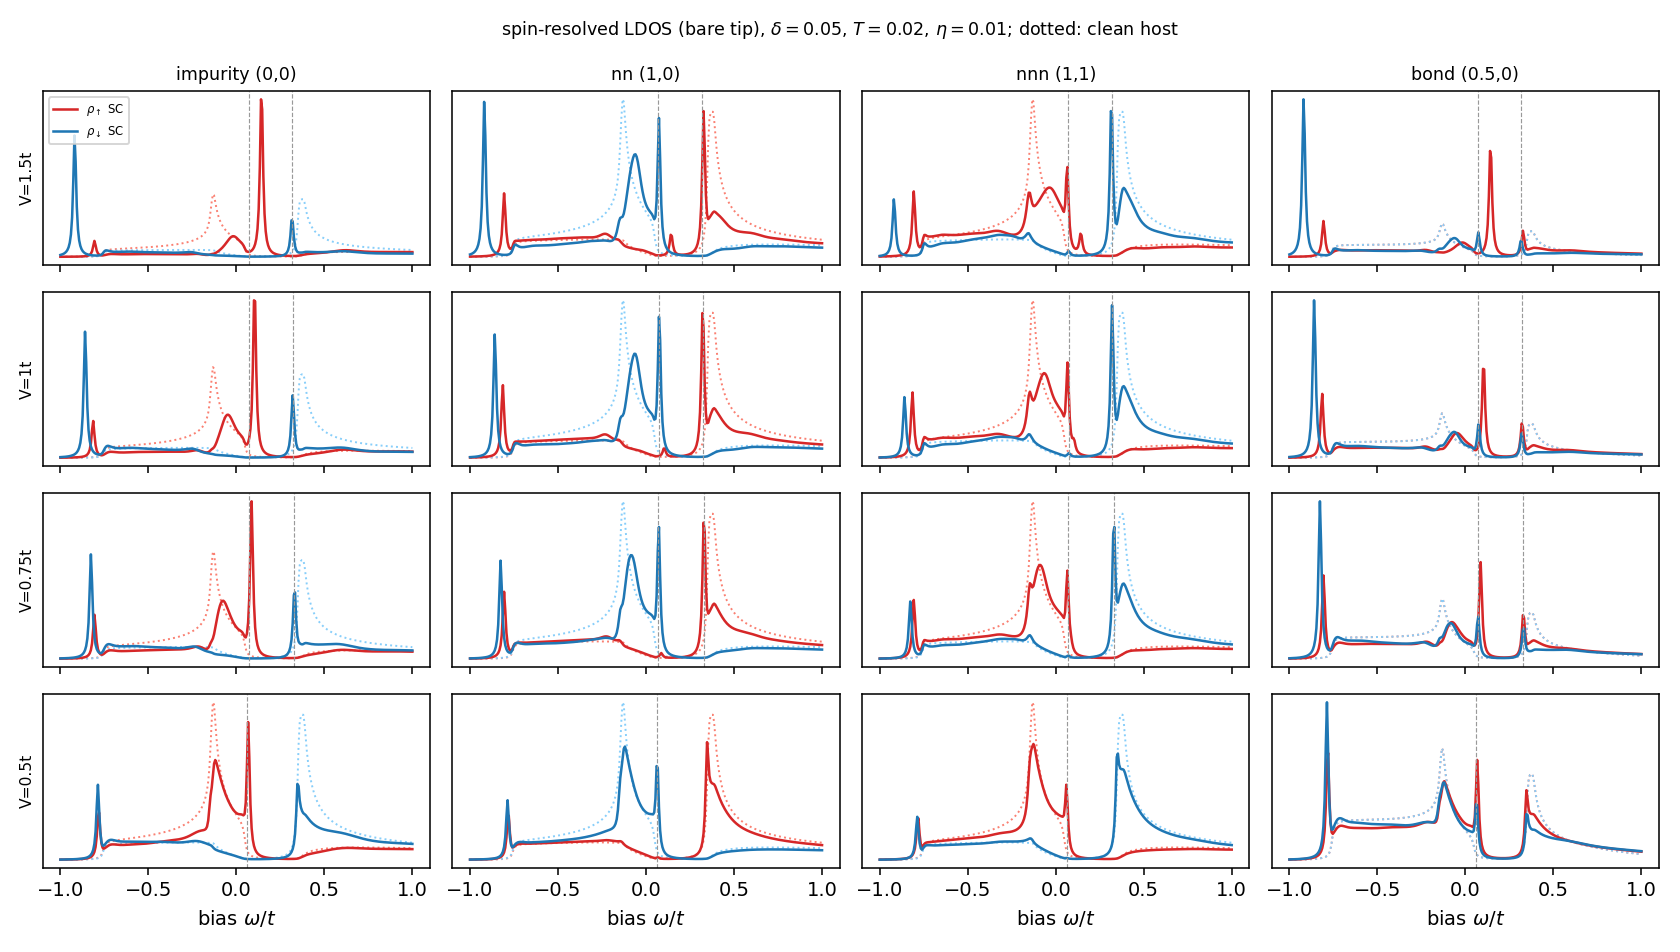 spin-resolved LDOS (bare tip), δ = 0.05, T = 0.02, η = 0.01; dotted: clean host
impurity (0,0)
nn (1,0)
nnn (1,1)
bond (0.5,0)
ρ↑ SC
ρ↓ SC
V=1.5t
V=1t
V=0.75t
V=0.5t
−1.0 −0.5 0.0 0.5 1.0
−1.0 −0.5 0.0 0.5 1.0
−1.0 −0.5 0.0 0.5 1.0
−1.0 −0.5 0.0 0.5 1.0
bias ω/t
bias ω/t
bias ω/t
bias ω/t